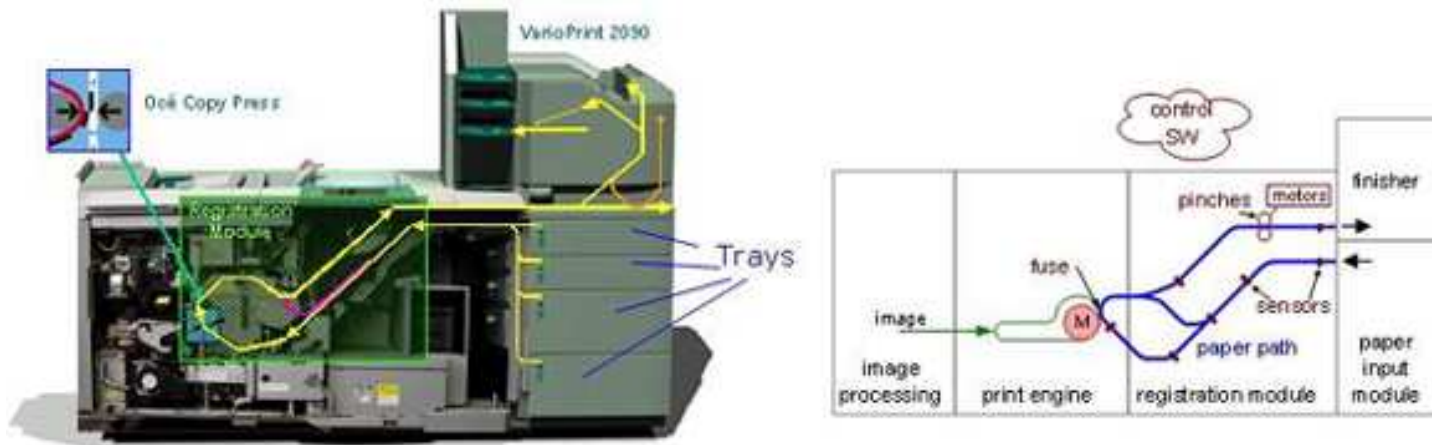 VarioPrint 2090
Océ Copy Press
Registration
Module
Trays
control
SW
pinches
motors
finisher
fuse
sensors
image
M
paper path
image
processing
print engine
registration module
paper
input
module